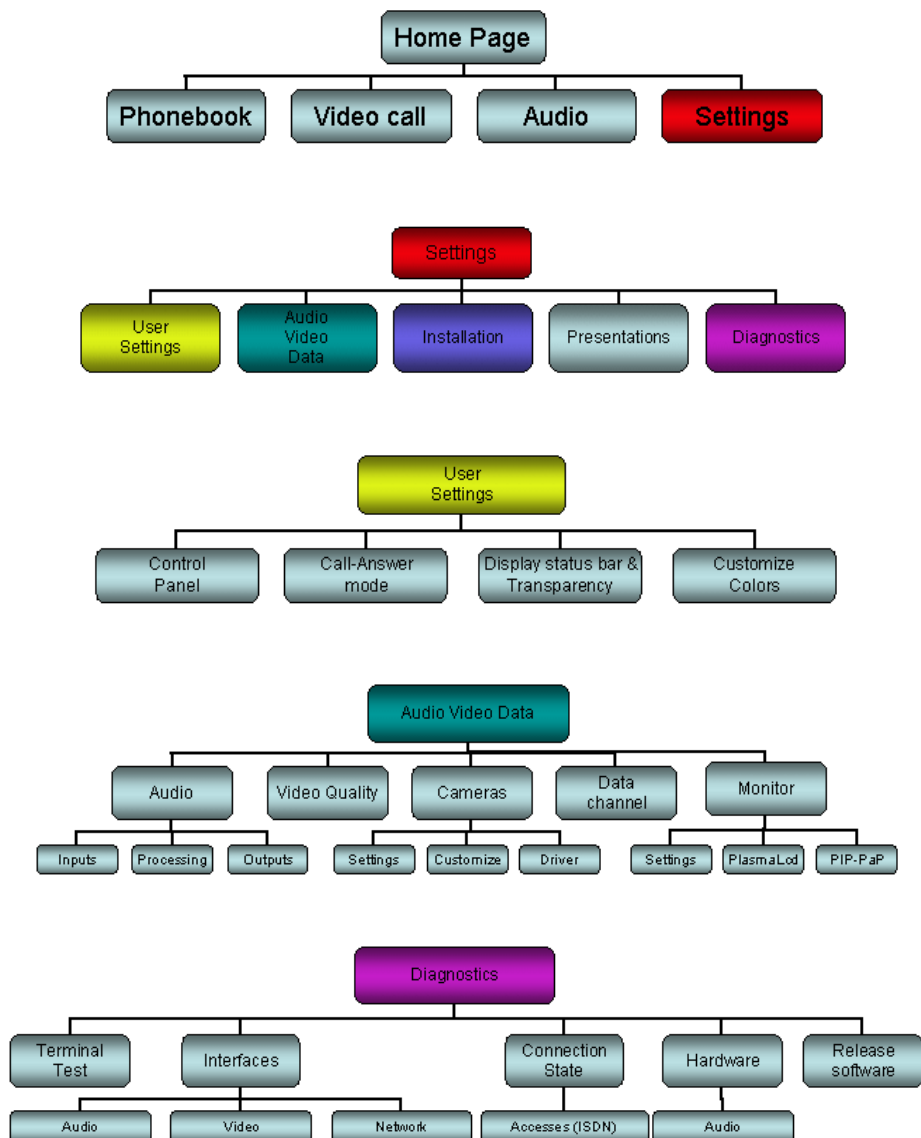 Home Page
Phonebook
Video call
Audio
Settings
Settings
User
Settings
Audio
Video
Data
Installation
Presentations
Diagnostics
User
Settings
Control
Panel
Call-Answer
mode
Display status bar &
Transparency
Customize
Colors
Audio Video Data
Audio
Video Quality
Cameras
Data
channel
Monitor
Inputs
Processing
Outputs
Settings
Customize
Driver
Settings
PlasmaLcd
PIP-PaP
Diagnostics
Terminal
Test
Interfaces
Connection
State
Hardware
Release
software
Audio
Video
Network
Accesses (ISDN)
Audio